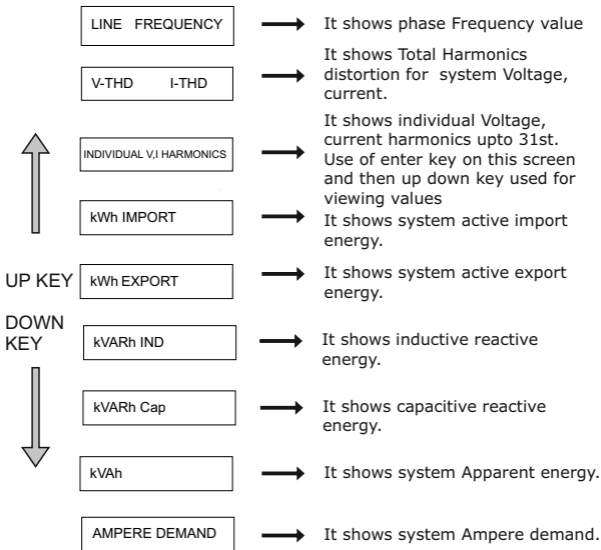 LINE FREQUENCY
It shows phase Frequency value
V-THD I-THD
It shows Total Harmonics
distortion for system Voltage,
current.
INDIVIDUAL V,I HARMONICS
It shows individual Voltage,
current harmonics upto 31st.
Use of enter key on this screen
and then up down key used for
viewing values
kWh IMPORT
It shows system active import
energy.
UP KEY
kWh EXPORT
It shows system active export
energy.
DOWN
KEY
kVARh IND
It shows inductive reactive
energy.
kVARh Cap
It shows capacitive reactive
energy.
kVAh
It shows system Apparent energy.
AMPERE DEMAND
It shows system Ampere demand.